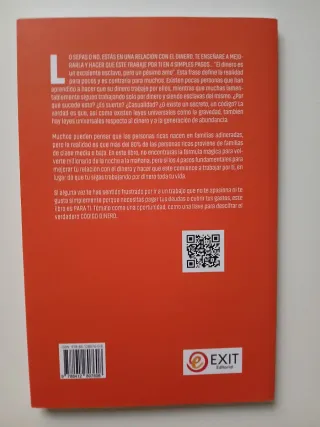 LO SEPAS O NO, ESTÁS EN UNA RELACIÓN CON EL DINERO, TE ENSEÑARÉ A MEJO-
RARLA Y HACER QUE ESTE TRABAJE POR TI EN 4 SIMPLES PASOS... "El dinero es
un excelente esclavo, pero un pésimo amo". Esta frase define la realidad
para pocos y es contraria para muchos. Existen pocas personas que han
aprendido a hacer que su dinero trabaje por ellos, mientras que muchas lamen-
tablemente siguen trabajando solo por dinero y siendo esclavas del mismo. ¿Por
qué sucede esto? ¿Es suerte? ¿Casualidad? ¿O existe un secreto, un código? La
verdad es que, así como existen leyes universales como la gravedad, también
hay leyes universales respecto al dinero y la generación de abundancia.
Muchos pueden pensar que las personas ricas nacen en familias adineradas,
pero la realidad es que más del 80% de las personas ricas proviene de familias
de clase media o baja. En este libro, no encontrarás la fórmula mágica para vol-
verte millonario de la noche a la mañana, pero sí los 4 pasos fundamentales para
mejorar tu relación con el dinero y hacer que este comience a trabajar por ti, en
lugar de que tú sigas trabajando por dinero toda tu vida.
Si alguna vez te has sentido frustrado por ir a un trabajo que no te apasiona ni te
gusta simplemente porque necesitas pagar tus deudas o cubrir tus gastos, este
libro es PARA TI. Tómalo como una oportunidad, como una llave para descifrar el
verdadero CÓDIGO DINERO.
EXIT
Editorial